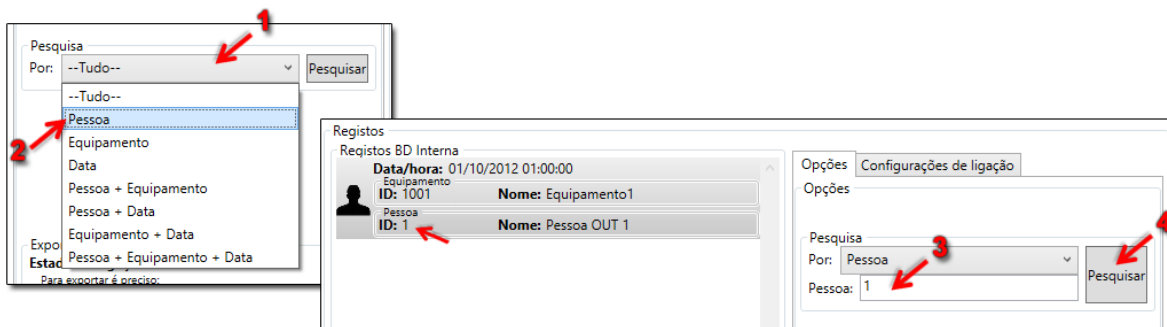 1
Pesquisa
Por: --Tudo-- Pesquisar
--Tudo--
2 Pessoa
Equipamento
Data
Pessoa + Equipamento
Pessoa + Data
Equipamento + Data
Pessoa + Equipamento + Data
Expo
Estad
Para exportar é preciso:
Registos
Registos BD Interna
Data/hora: 01/10/2012 01:00:00
Equipamento
ID: 1001 Nome: Equipamento1
Pessoa
ID: 1 Nome: Pessoa OUT 1
Opções Configurações de ligação
Opções
Pesquisa
Por: Pessoa
3
4
Pesquisar
Pessoa: 1